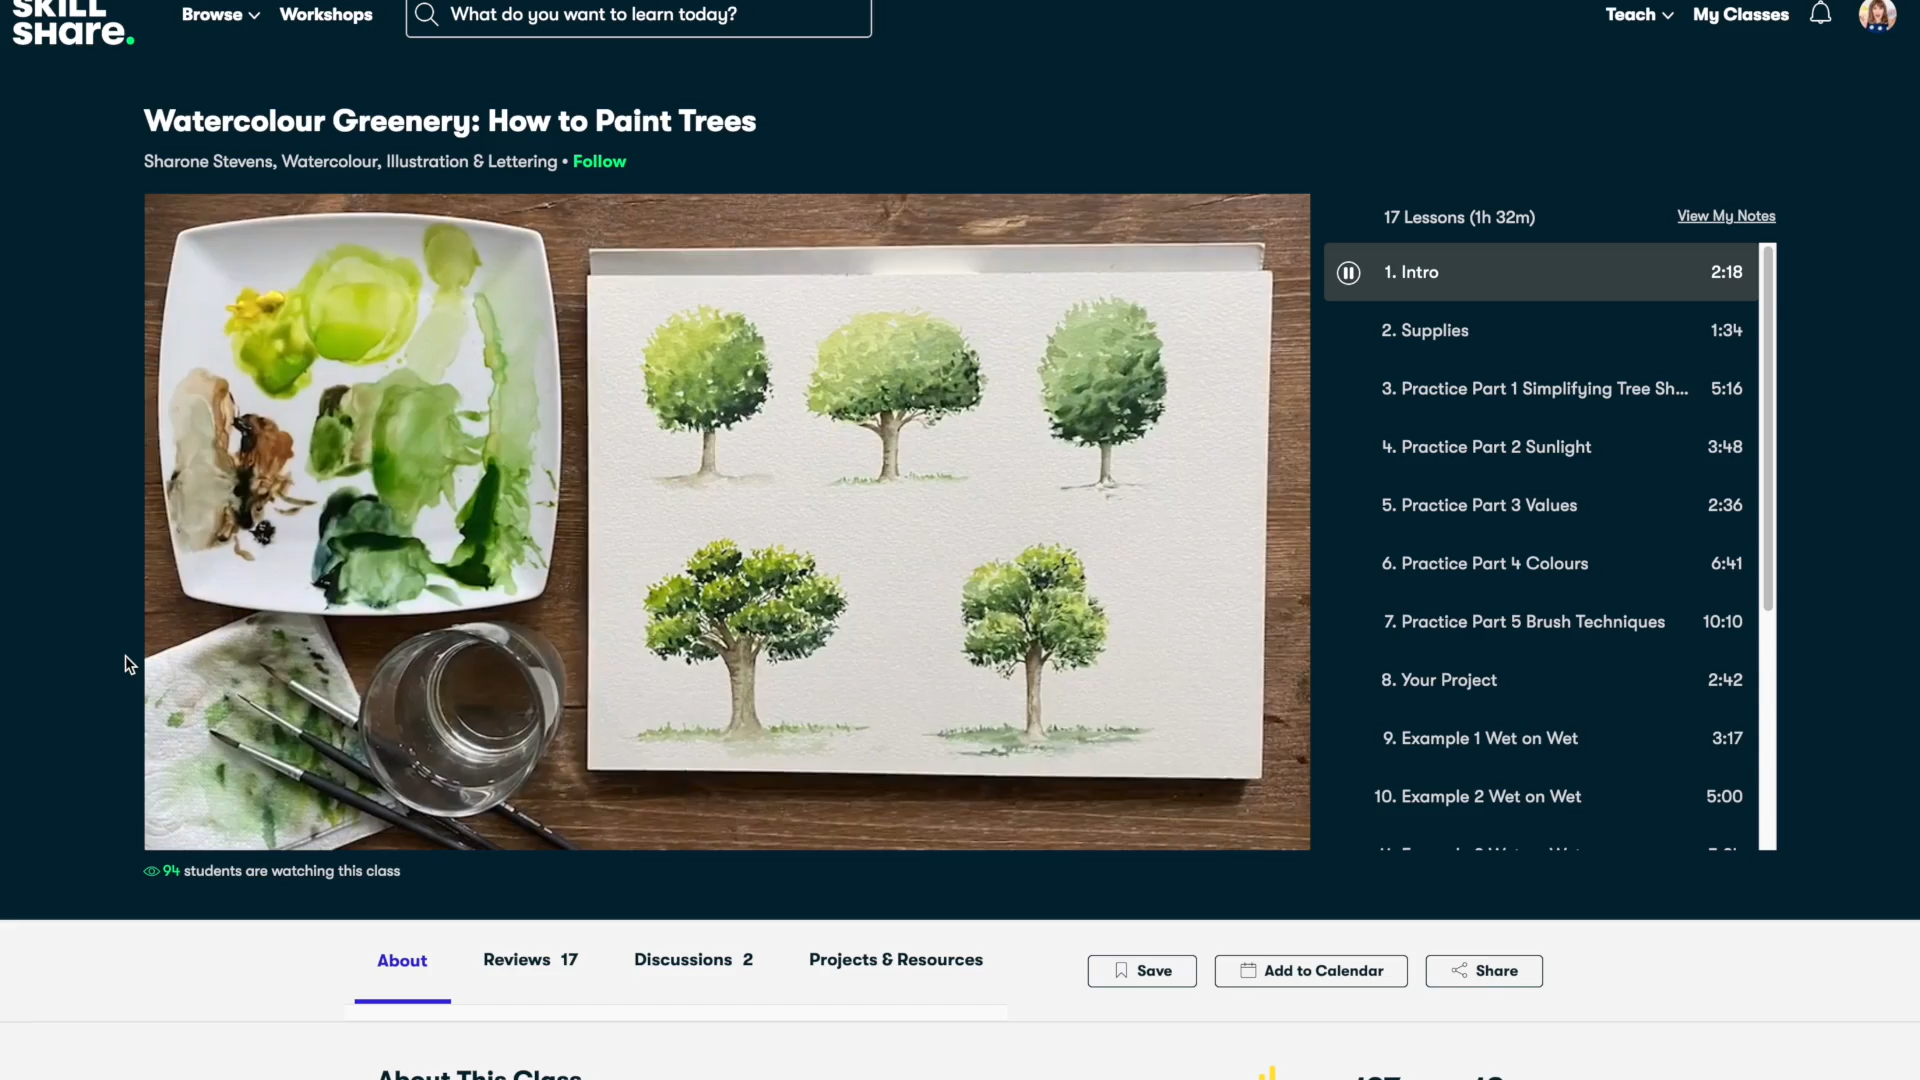 SKILL
SHare.
Browse
Workshops
What do you want to learn today?
Teach
My Classes
Watercolour Greenery: How to Paint Trees
Sharone Stevens, Watercolour, Illustration & Lettering • Follow
17 Lessons (1h 32m)
View My Notes
1. Intro 2:18
2. Supplies 1:34
3. Practice Part 1 Simplifying Tree Sh... 5:16
4. Practice Part 2 Sunlight 3:48
5. Practice Part 3 Values 2:36
6. Practice Part 4 Colours 6:41
7. Practice Part 5 Brush Techniques 10:10
8. Your Project 2:42
9. Example 1 Wet on Wet 3:17
10. Example 2 Wet on Wet 5:00
94 students are watching this class
About
Reviews 17
Discussions 2
Projects & Resources
Save
Add to Calendar
Share
About This Class